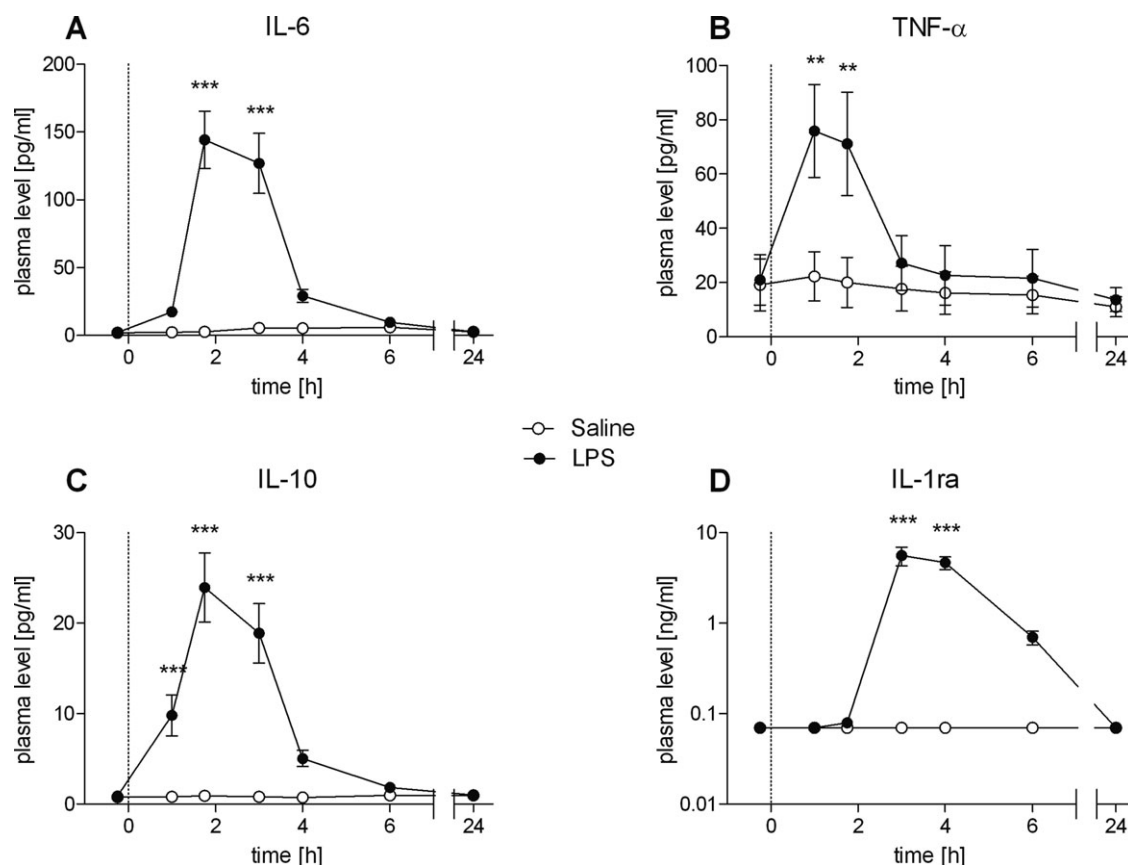 A IL-6
plasma level [pg/ml]
200
150
100
50
0
*** ***
0 2 4 6 24
time [h]
B TNF-α
plasma level [pg/ml]
100
80
60
40
20
0
** **
0 2 4 6 24
time [h]
Saline
LPS
C IL-10
plasma level [pg/ml]
30
20
10
0
*** *** ***
0 2 4 6 24
time [h]
D IL-1ra
plasma level [ng/ml]
10
1
0.1
0.01
*** ***
0 2 4 6 24
time [h]